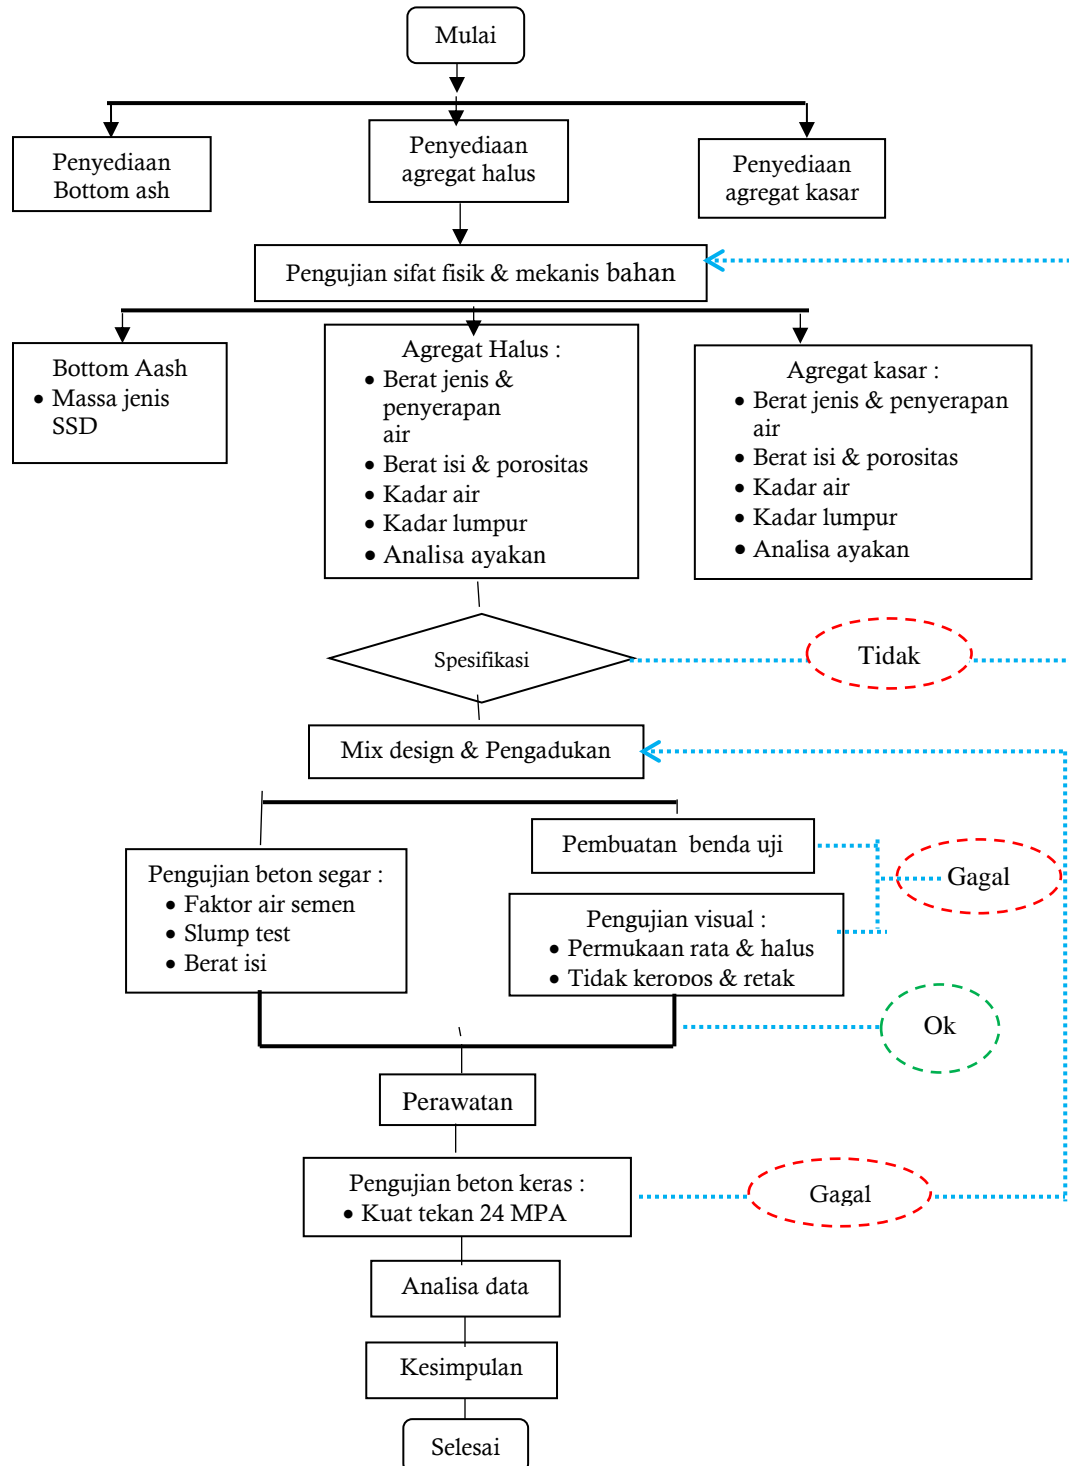 Mulai
Penyediaan
Bottom ash
Penyediaan
agregat halus
Penyediaan
agregat kasar
Pengujian sifat fisik & mekanis bahan
Bottom Aash
• Massa jenis
SSD
Agregat Halus :
• Berat jenis &
penyerapan
air
• Berat isi & porositas
• Kadar air
• Kadar lumpur
• Analisa ayakan
Agregat kasar :
• Berat jenis & penyerapan
air
• Berat isi & porositas
• Kadar air
• Kadar lumpur
• Analisa ayakan
Spesifikasi
Tidak
Mix design & Pengadukan
Pengujian beton segar :
• Faktor air semen
• Slump test
• Berat isi
Pembuatan benda uji
Gagal
Pengujian visual :
• Permukaan rata & halus
• Tidak keropos & retak
Ok
Perawatan
Pengujian beton keras :
• Kuat tekan 24 MPA
Gagal
Analisa data
Kesimpulan
Selesai